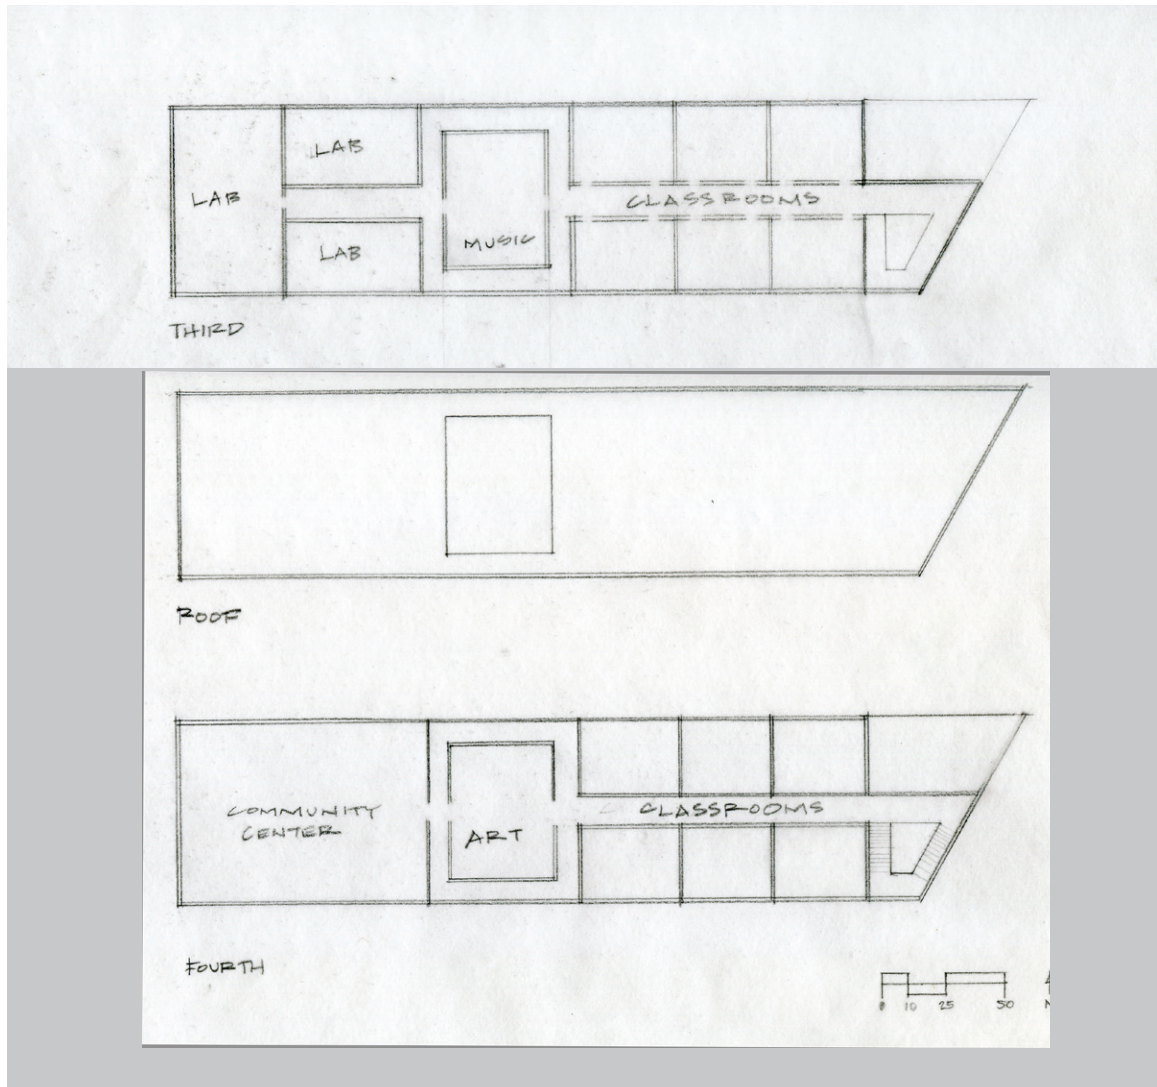 LAB
LAB
LAB
MUSIC
CLASSROOMS
THIRD
ROOF
COMMUNITY
CENTER
ART
CLASSROOMS
FOURTH
0 10 25 50 N